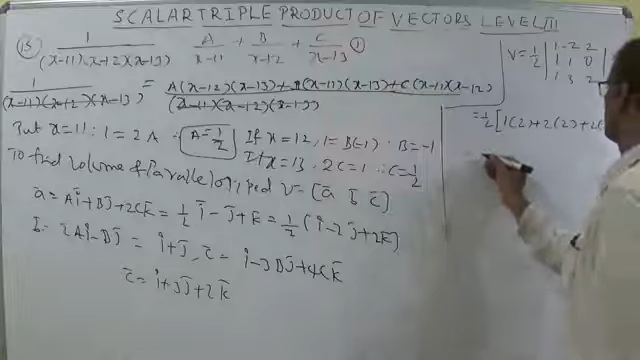 SCALAR TRIPLE PRODUCT OF VECTORS LEVEL III
(15) 1/((x-11)(x-12)(x-13)) A/(x-11) + B/(x-12) + C/(x-13) (1)
1/((x-11)(x-12)(x-13)) = (A(x-12)(x-13)+B(x-11)(x-13)+C(x-11)(x-12))/((x-11)(x-12)(x-13))
Put x=11: 1=2A ∴ A=1/2 If x=12, 1=B(-1) ∴ B=-1
If x=13, 2C=1 ∴ C=1/2
To find volume of Parallelopiped V=[ā b̄ c̄]
ā = Aī+Bj̄+2Ck̄ = 1/2 ī-j̄+k̄ = 1/2(ī-2j̄+2k̄)
2Aī-Bj̄ = ī+j̄, c̄ = ī-3Bj̄+4Ck̄
c̄ = ī+3j̄+2k̄
V=1/2 | 1 -2 2
1 1 0
1 3 2 |
=1/2[1(2)+2(2)+2(